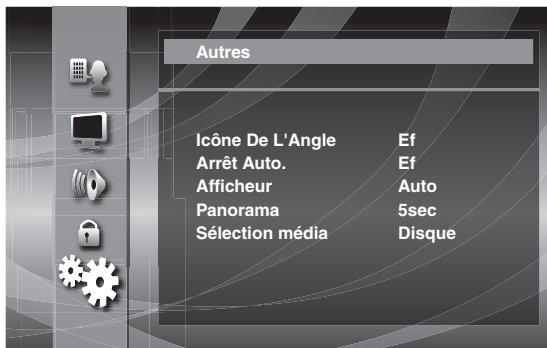 Autres
Icône De L'Angle Ef
Arrêt Auto. Ef
Afficheur Auto
Panorama 5sec
Sélection média Disque